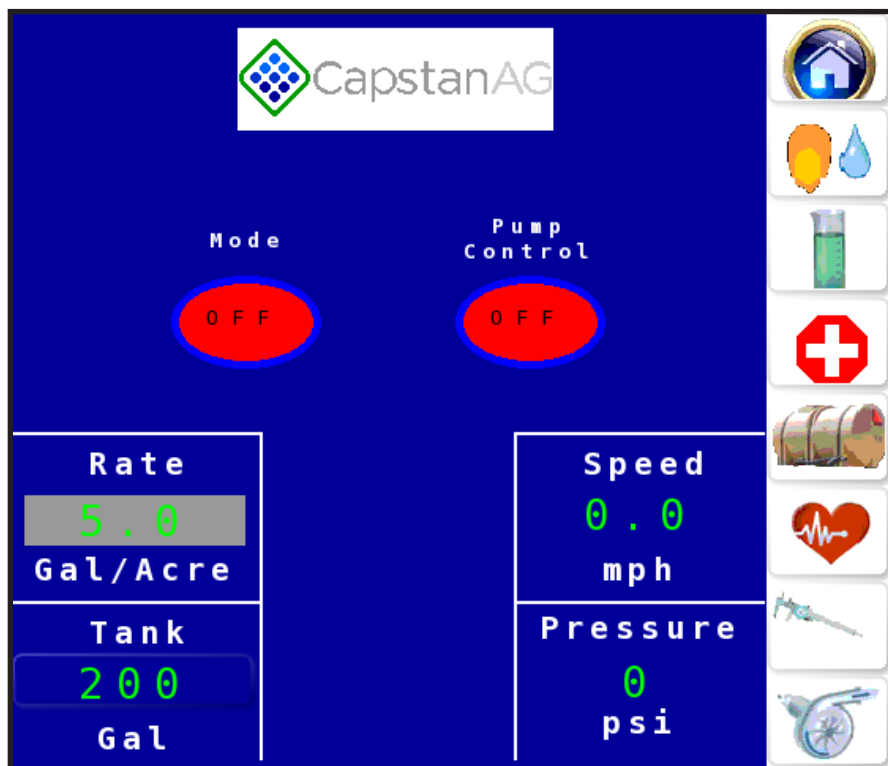 CapstanAG
Mode
Pump
Control
OFF
OFF
Rate
5.0
Gal/Acre
Tank
200
Gal
Speed
0.0
mph
Pressure
0
psi